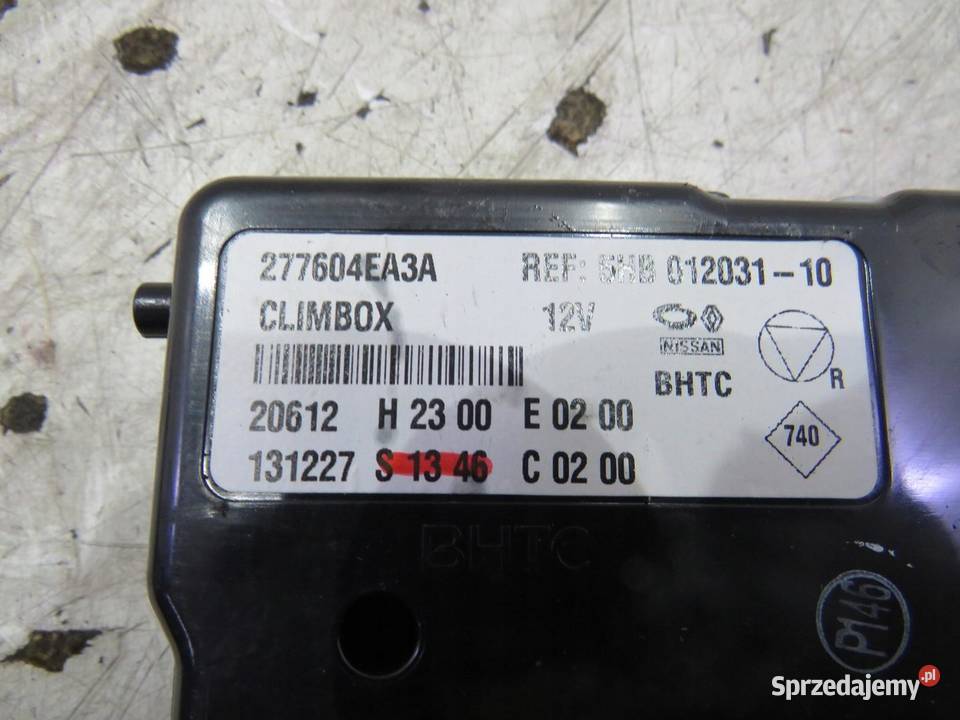 277604EA3A REF: 5HB 012031-10
CLIMBOX 12V
NISSAN
BHTC
R
20612 H 23 00 E 02 00
740
131227 S 13 46 C 02 00
BHTC
P146
Sprzedajemy.pl